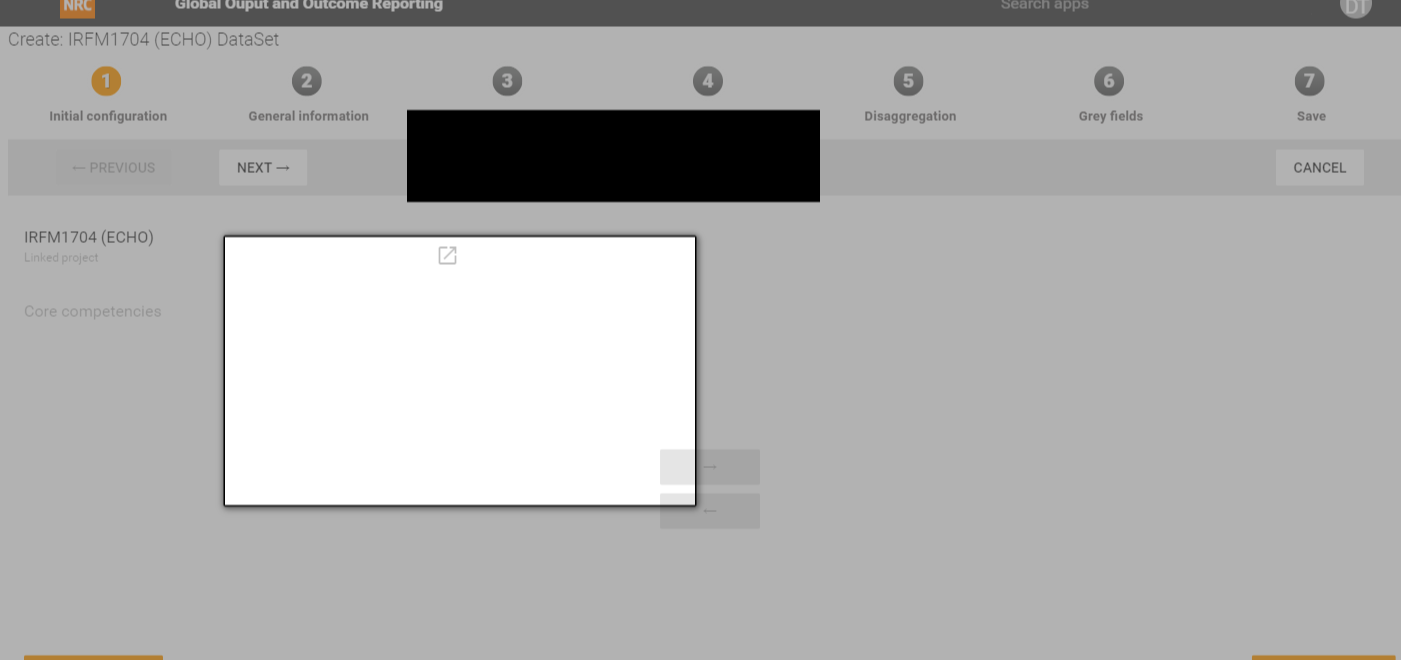 NRC
Global Ouput and Outcome Reporting
Search apps
DT
Create: IRFM1704 (ECHO) DataSet
1
2
3
4
5
6
7
Initial configuration
General information
Disaggregation
Grey fields
Save
← PREVIOUS
NEXT →
CANCEL
IRFM1704 (ECHO)
Linked project
Core competencies
→
←